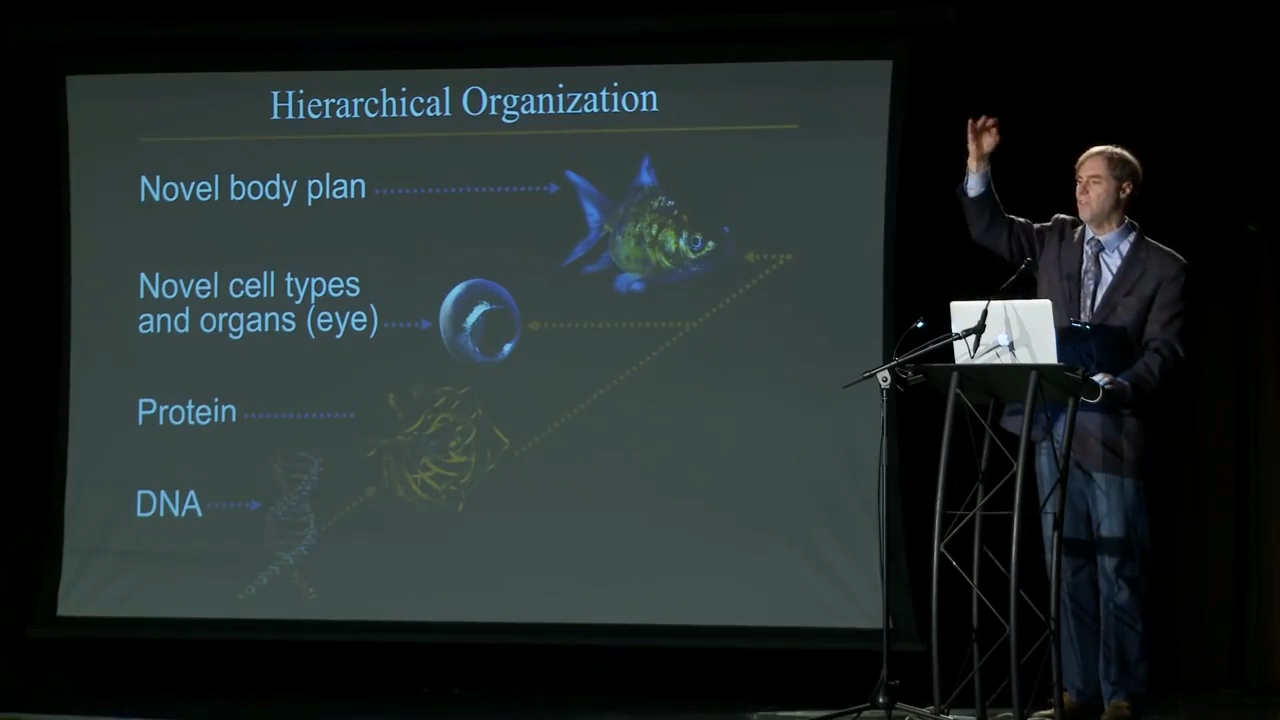 Hierarchical Organization
Novel body plan
Novel cell types
and organs (eye)
Protein
DNA